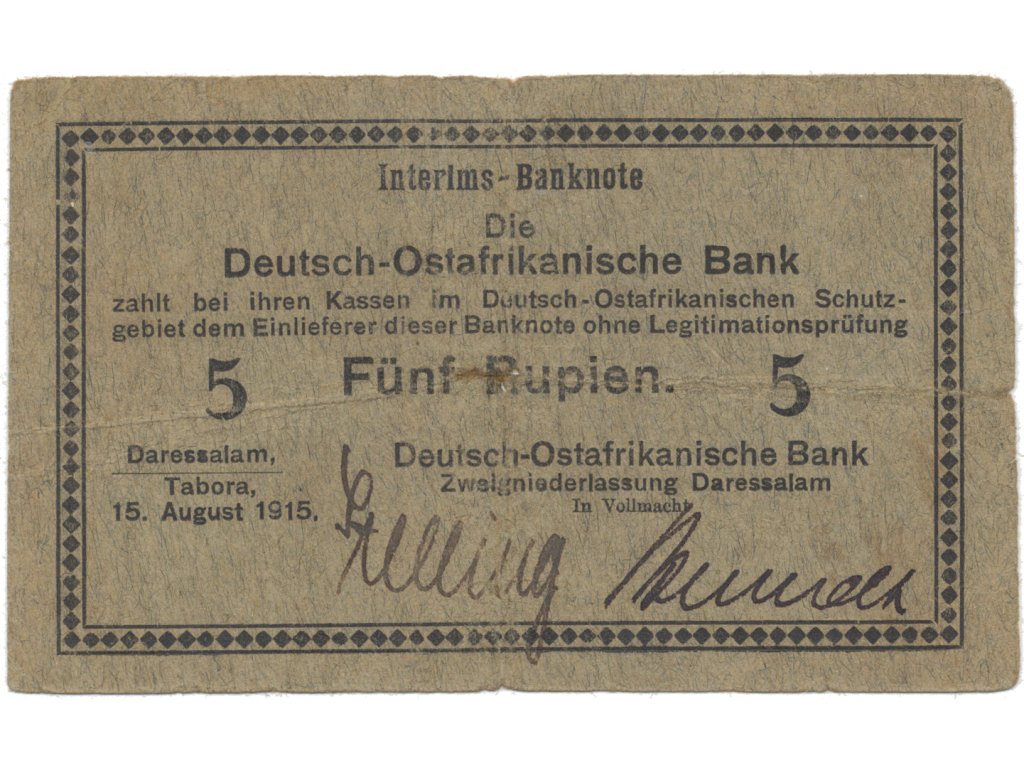 Interims-Banknote
Die
Deutsch-Ostafrikanische Bank
zahlt bei ihren Kassen im Deutsch-Ostafrikanischen Schutz-
gebiet dem Einlieferer dieser Banknote ohne Legitimationsprüfung
5 Fünf Rupien. 5
Daressalam,
Tabora,
15. August 1915.
Deutsch-Ostafrikanische Bank
Zweigniederlassung Daressalam
In Vollmacht